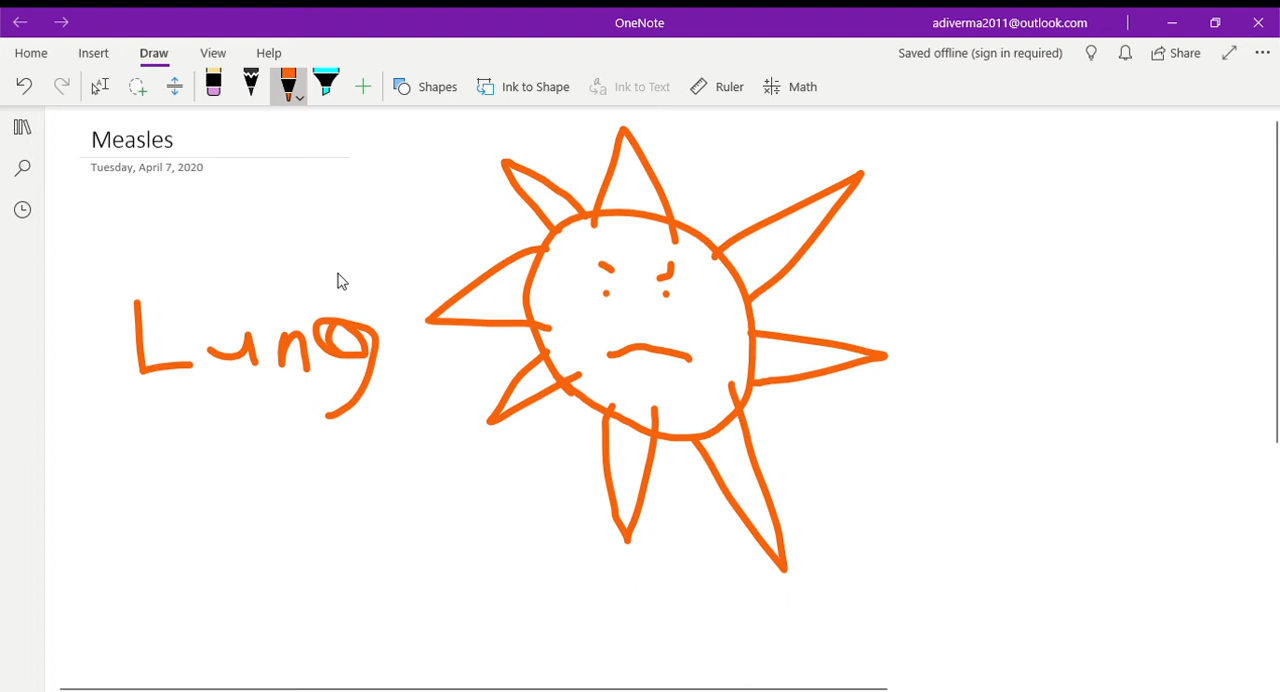 OneNote
adiverma2011@outlook.com
Home Insert Draw View Help
Saved offline (sign in required) Share
Shapes Ink to Shape Ink to Text Ruler Math
Measles
Tuesday, April 7, 2020
Lung